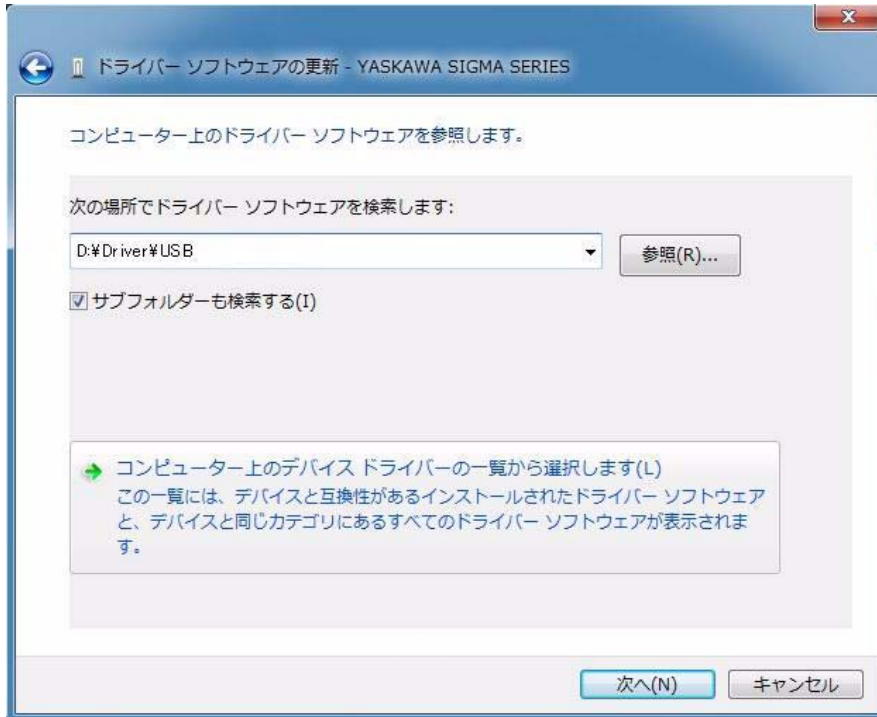 ドライバー ソフトウェアの更新 - YASKAWA SIGMA SERIES
コンピューター上のドライバー ソフトウェアを参照します。
次の場所でドライバー ソフトウェアを検索します:
D:¥Driver¥USB
参照(R)...
サブフォルダーも検索する(I)
コンピューター上のデバイス ドライバーの一覧から選択します(L)
この一覧には、デバイスと互換性があるインストールされたドライバー ソフトウェア
と、デバイスと同じカテゴリにあるすべてのドライバー ソフトウェアが表示されま
す。
次へ(N)
キャンセル